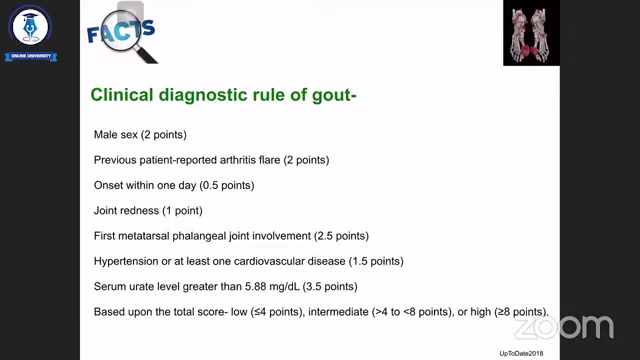 ONLINE UNIVERSITY
FACTS
Clinical diagnostic rule of gout-
Male sex (2 points)
Previous patient-reported arthritis flare (2 points)
Onset within one day (0.5 points)
Joint redness (1 point)
First metatarsal phalangeal joint involvement (2.5 points)
Hypertension or at least one cardiovascular disease (1.5 points)
Serum urate level greater than 5.88 mg/dL (3.5 points)
Based upon the total score- low (≤4 points), intermediate (>4 to <8 points), or high (≥8 points).
zoom
UpToDate2018